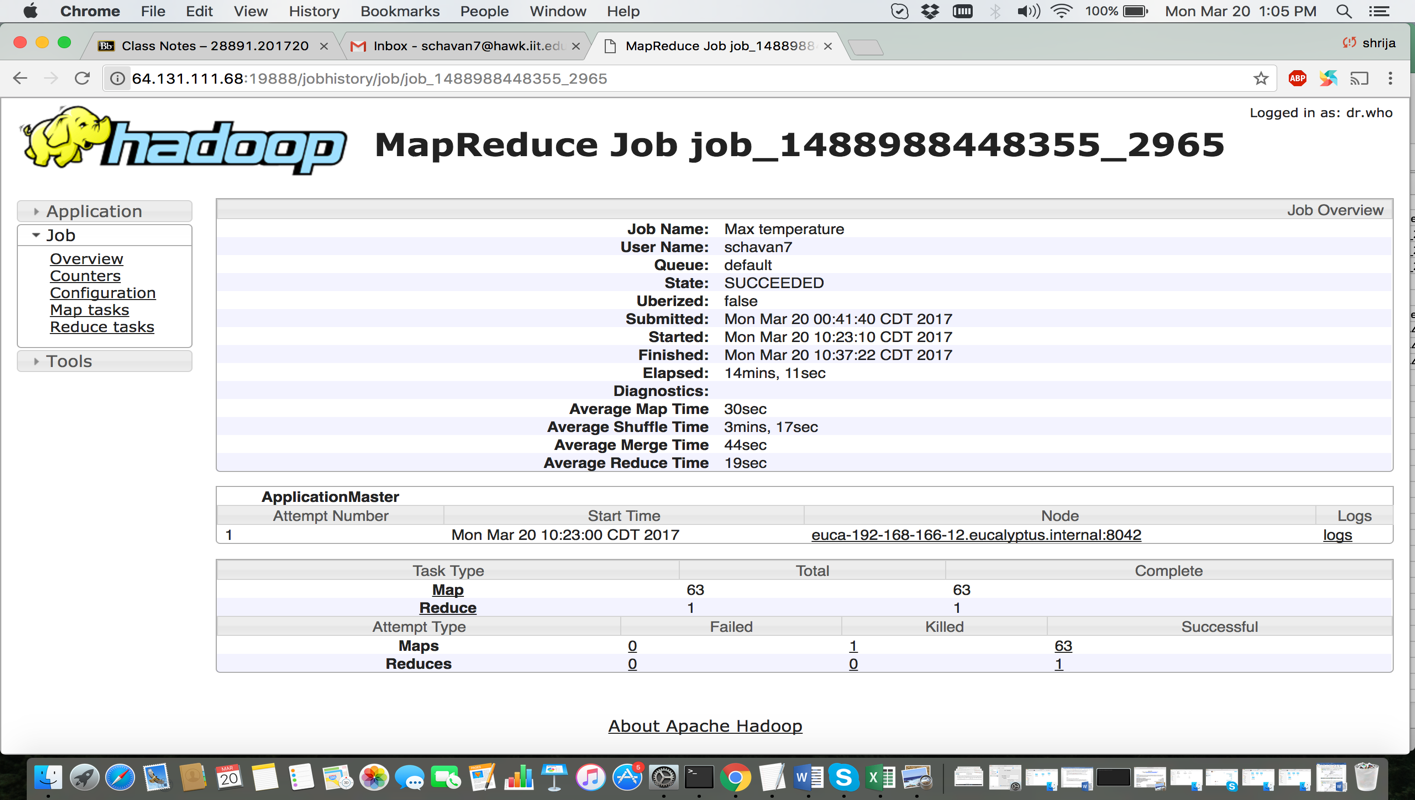 Chrome File Edit View History Bookmarks People Window Help 100% Mon Mar 20 1:05 PM
Bb Class Notes – 28891.201720 × Inbox - schavan7@hawk.iit.edu × MapReduce Job job_1488988 × shrija
64.131.111.68:19888/jobhistory/job/job_1488988448355_2965 ABP
Logged in as: dr.who
hadoop MapReduce Job job_1488988448355_2965
Application
Job
Overview
Counters
Configuration
Map tasks
Reduce tasks
Tools
Job Overview
Job Name: Max temperature
User Name: schavan7
Queue: default
State: SUCCEEDED
Uberized: false
Submitted: Mon Mar 20 00:41:40 CDT 2017
Started: Mon Mar 20 10:23:10 CDT 2017
Finished: Mon Mar 20 10:37:22 CDT 2017
Elapsed: 14mins, 11sec
Diagnostics:
Average Map Time 30sec
Average Shuffle Time 3mins, 17sec
Average Merge Time 44sec
Average Reduce Time 19sec
ApplicationMaster
Attempt Number Start Time Node Logs
1 Mon Mar 20 10:23:00 CDT 2017 euca-192-168-166-12.eucalyptus.internal:8042 logs
Task Type Total Complete
Map 63 63
Reduce 1 1
Attempt Type Failed Killed Successful
Maps 0 1 63
Reduces 0 0 1
About Apache Hadoop
MAR
20 6